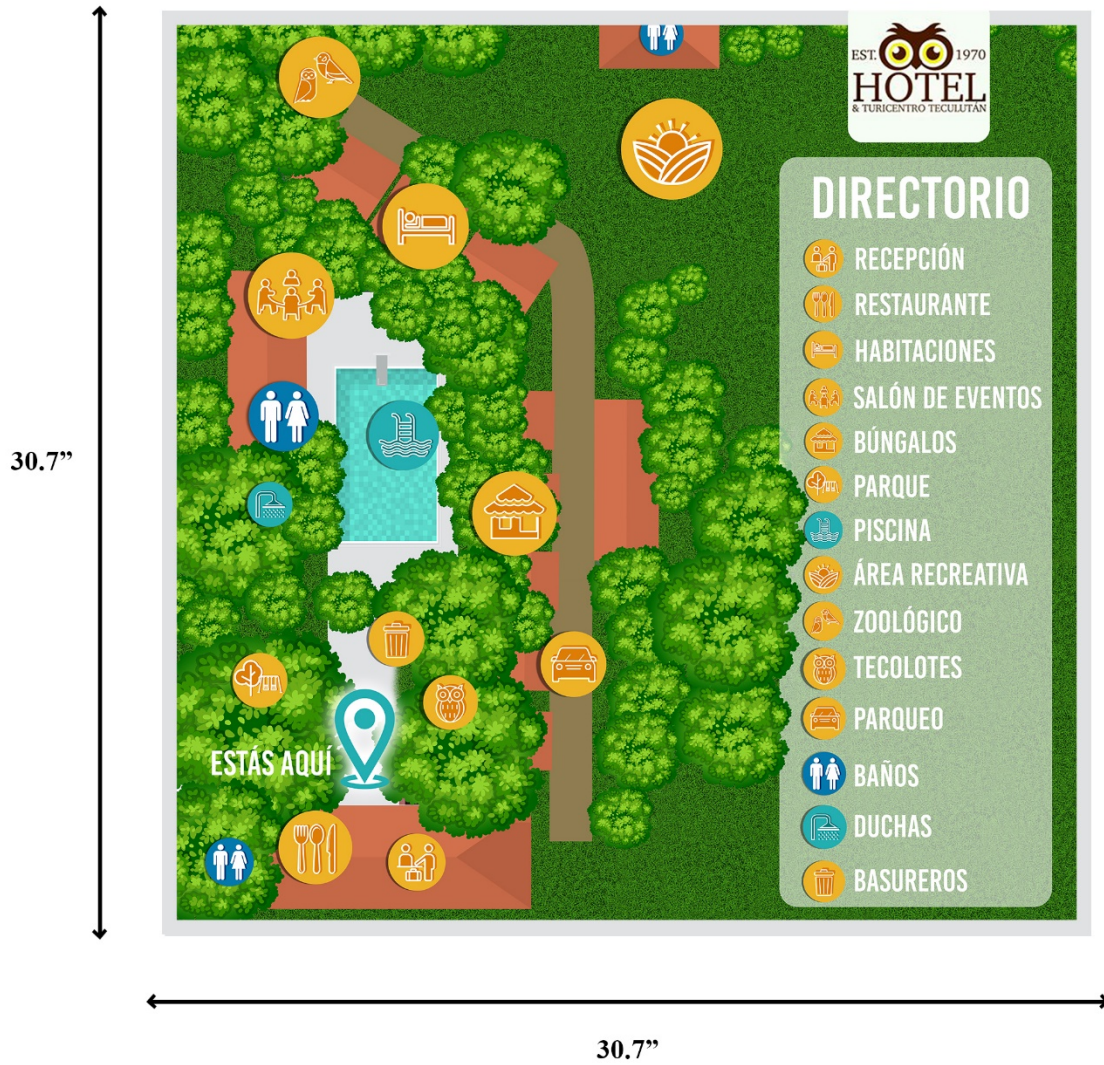 EST. 1970
HOTEL
& TURICENTRO TECULUTÁN
DIRECTORIO
RECEPCIÓN
RESTAURANTE
HABITACIONES
SALÓN DE EVENTOS
BÚNGALOS
PARQUE
PISCINA
ÁREA RECREATIVA
ZOOLÓGICO
TECOLOTES
PARQUEO
BAÑOS
DUCHAS
BASUREROS
30.7”
ESTÁS AQUÍ
30.7”